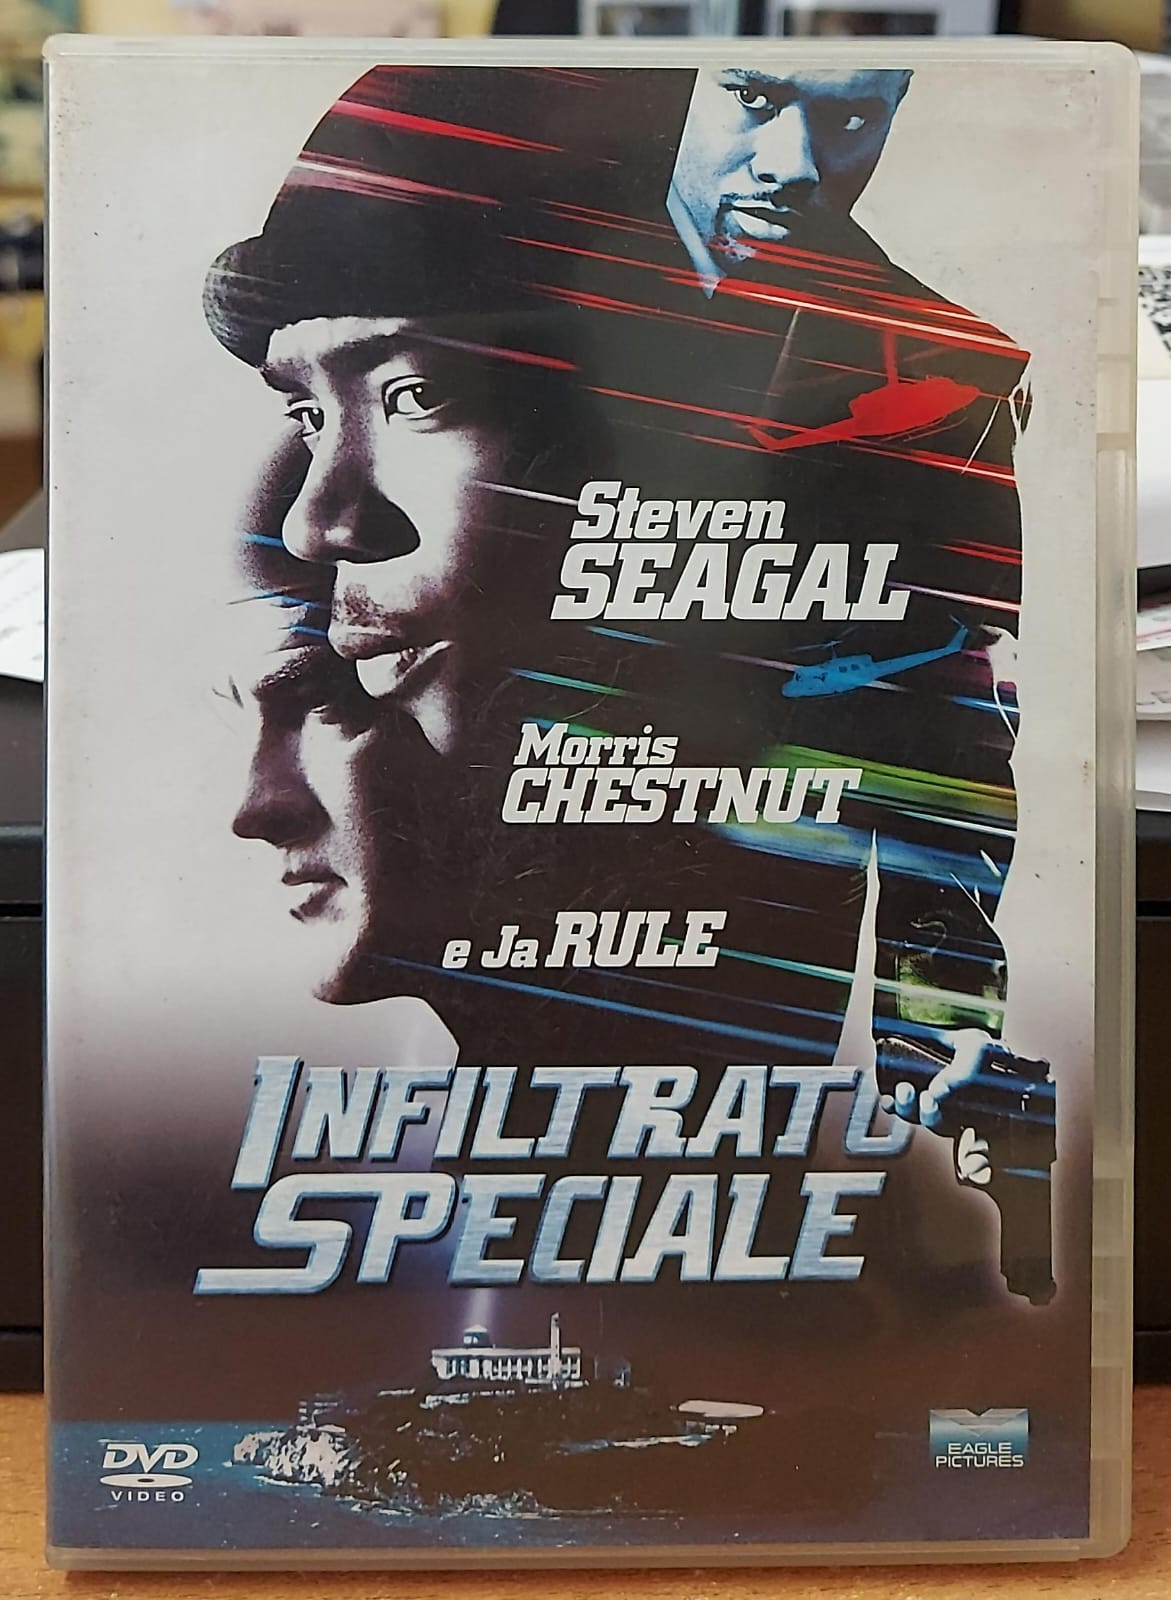 Steven
SEAGAL
Morris
CHESTNUT
e Ja RULE
INFILTRATO
SPECIALE
DVD
VIDEO
EAGLE
PICTURES